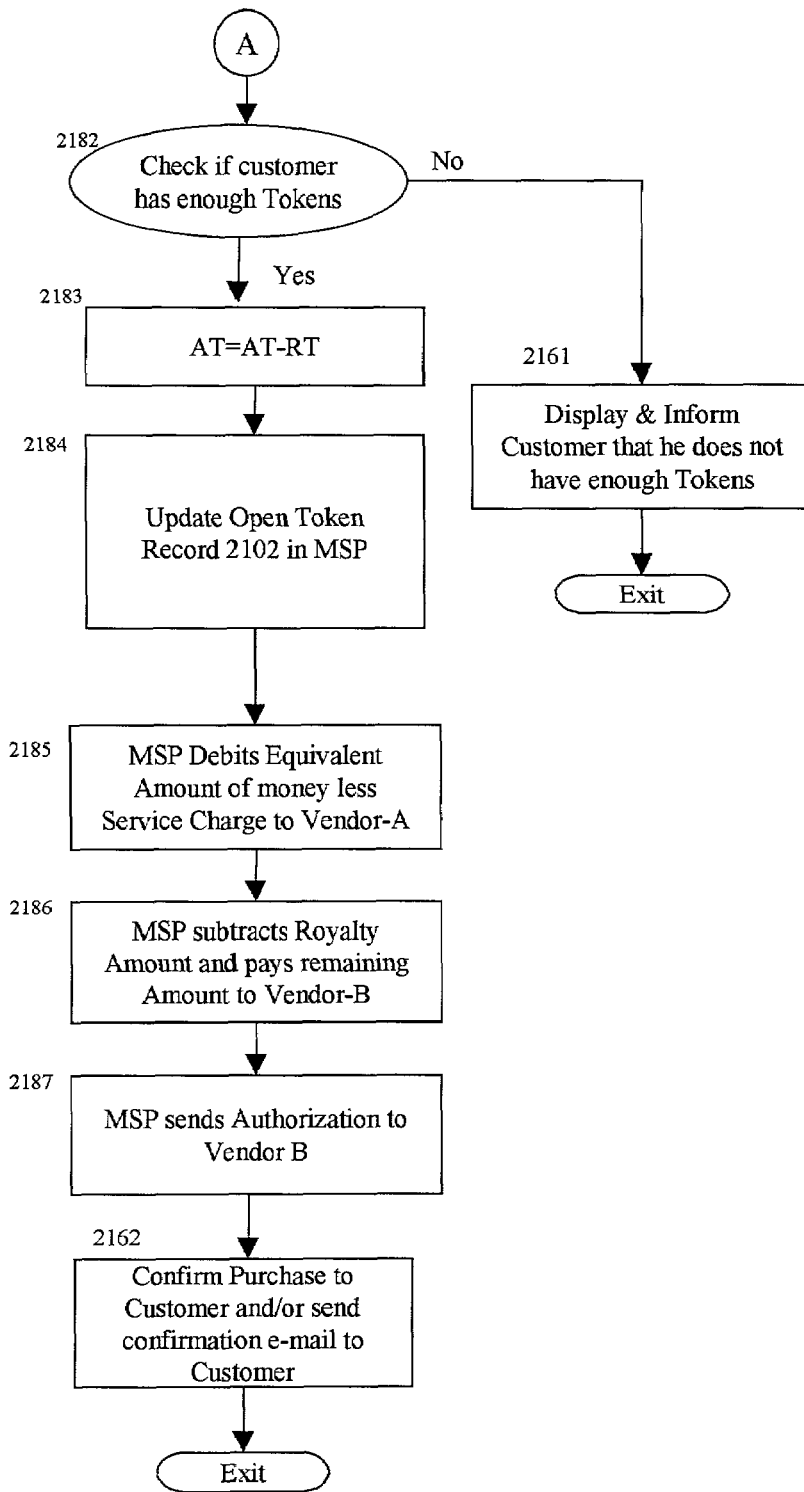 A
2182
Check if customer
has enough Tokens
No
Yes
2183
AT=AT-RT
2161
Display & Inform
Customer that he does not
have enough Tokens
Exit
2184
Update Open Token
Record 2102 in MSP
2185
MSP Debits Equivalent
Amount of money less
Service Charge to Vendor-A
2186
MSP subtracts Royalty
Amount and pays remaining
Amount to Vendor-B
2187
MSP sends Authorization to
Vendor B
2162
Confirm Purchase to
Customer and/or send
confirmation e-mail to
Customer
Exit